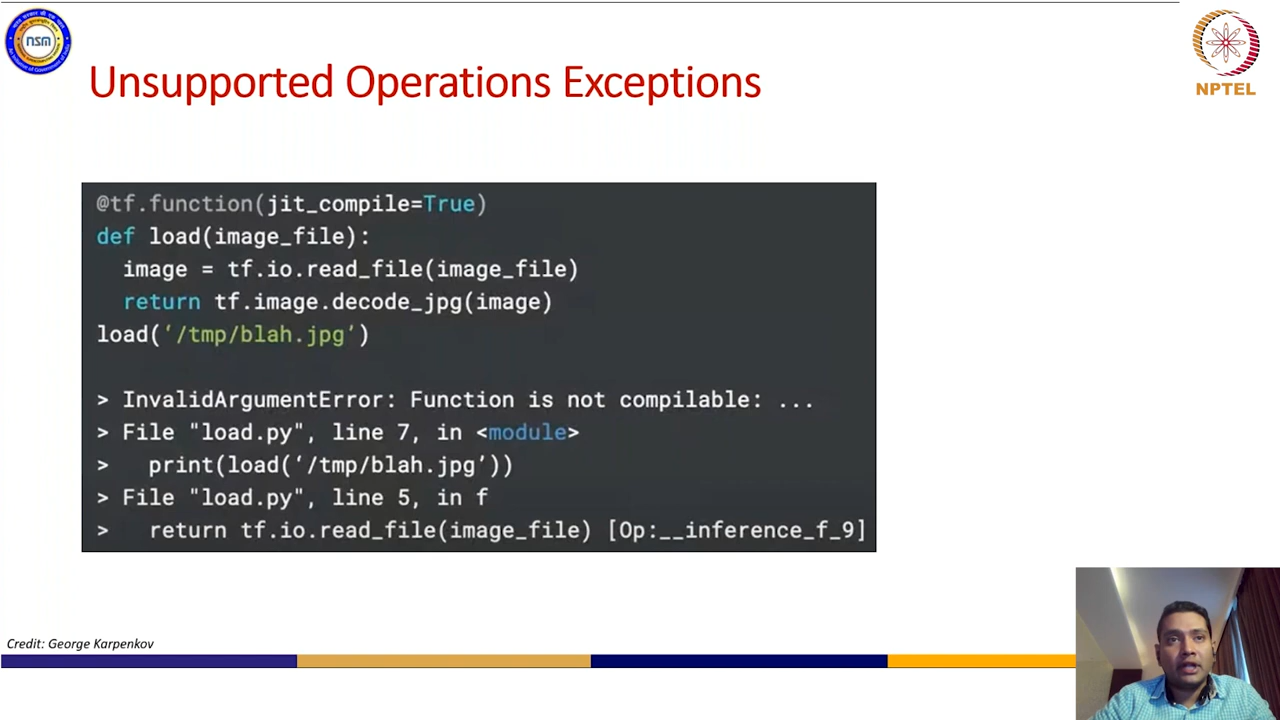 nsm
NPTEL
Unsupported Operations Exceptions
@tf.function(jit_compile=True)
def load(image_file):
  image = tf.io.read_file(image_file)
  return tf.image.decode_jpg(image)
load(‘/tmp/blah.jpg’)
> InvalidArgumentError: Function is not compilable: ...
> File "load.py", line 7, in <module>
>   print(load(‘/tmp/blah.jpg’))
> File "load.py", line 5, in f
>   return tf.io.read_file(image_file) [Op:__inference_f_9]
Credit: George Karpenkov